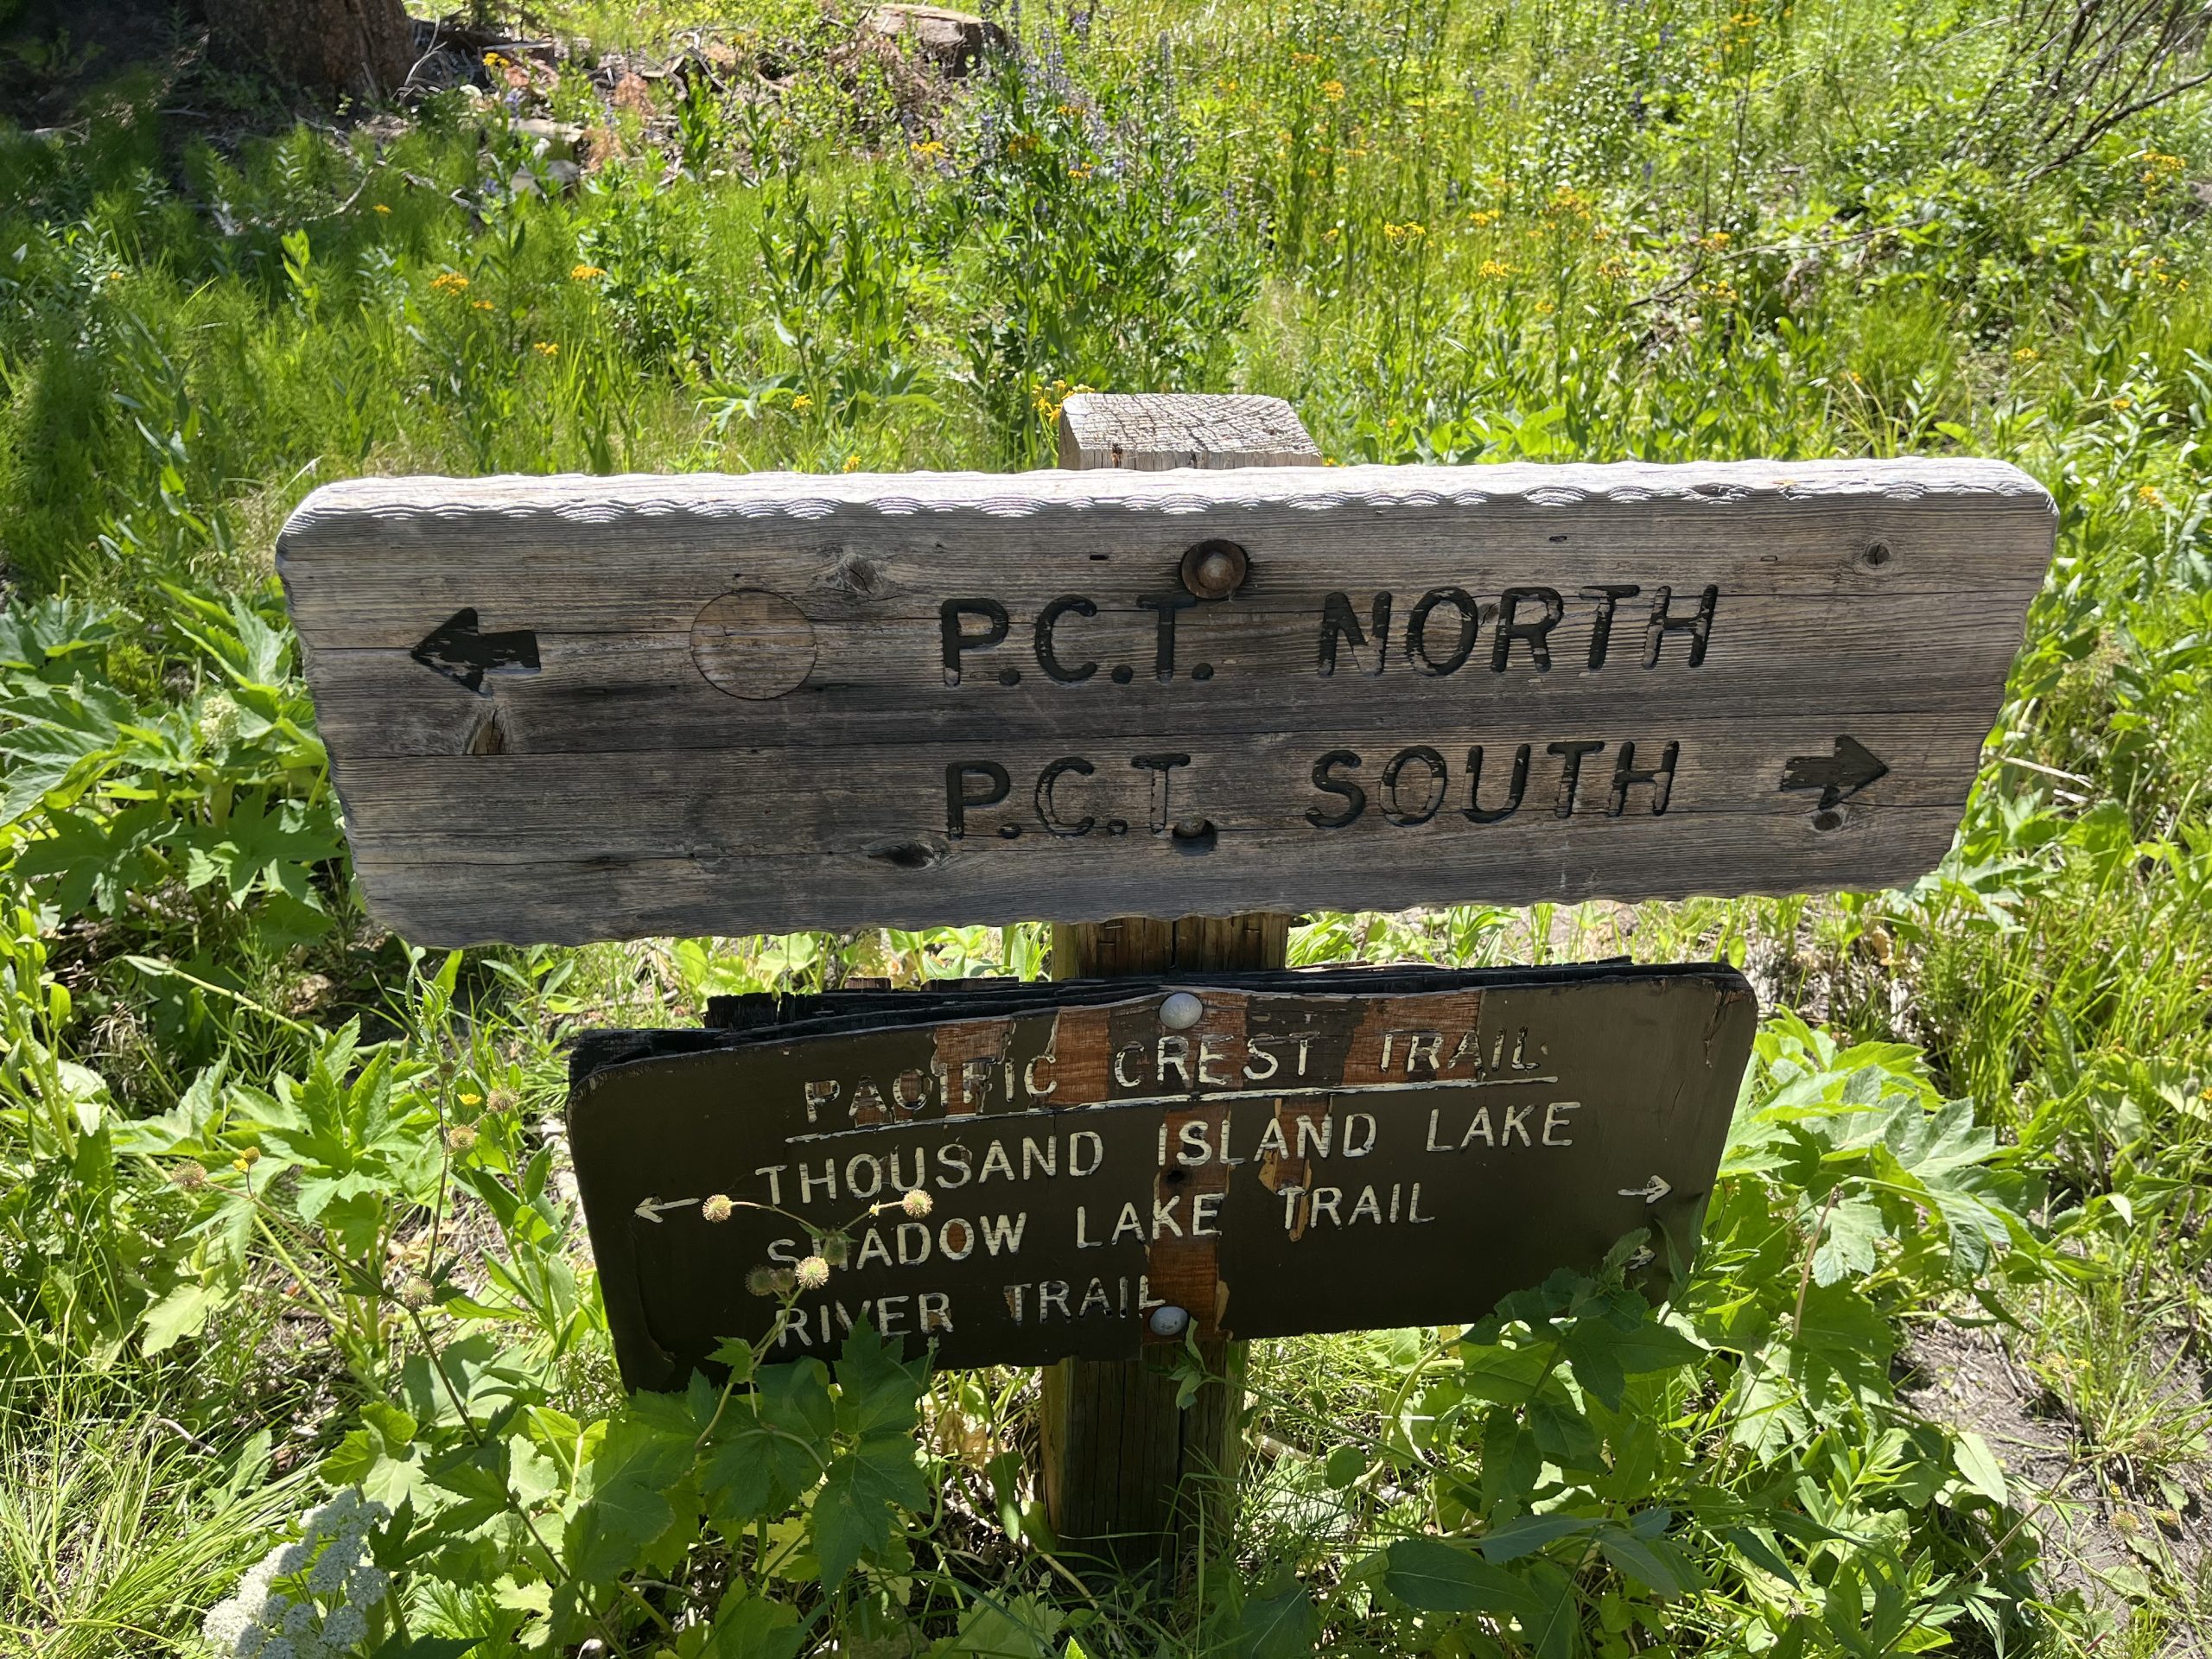 P.C.T. NORTH
P.C.T. SOUTH
PACIFIC CREST TRAIL
THOUSAND ISLAND LAKE
SHADOW LAKE TRAIL
RIVER TRAIL